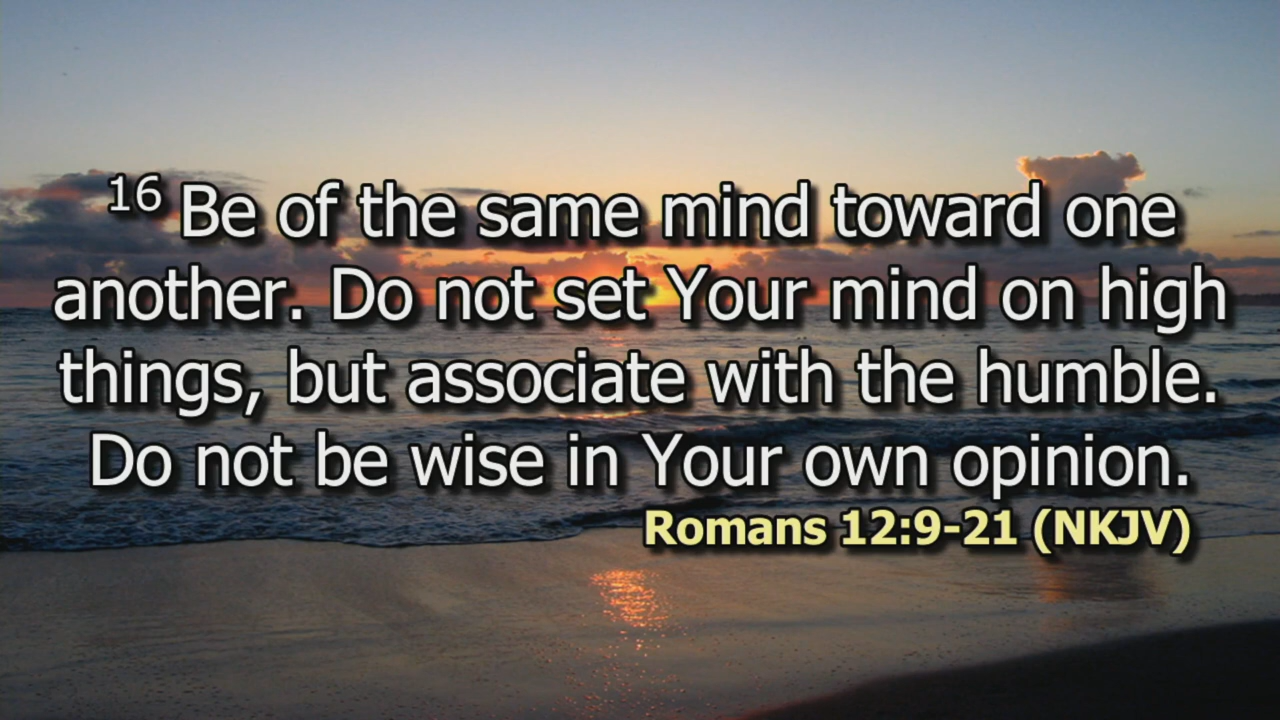 16 Be of the same mind toward one
another. Do not set Your mind on high
things, but associate with the humble.
Do not be wise in Your own opinion.
Romans 12:9-21 (NKJV)